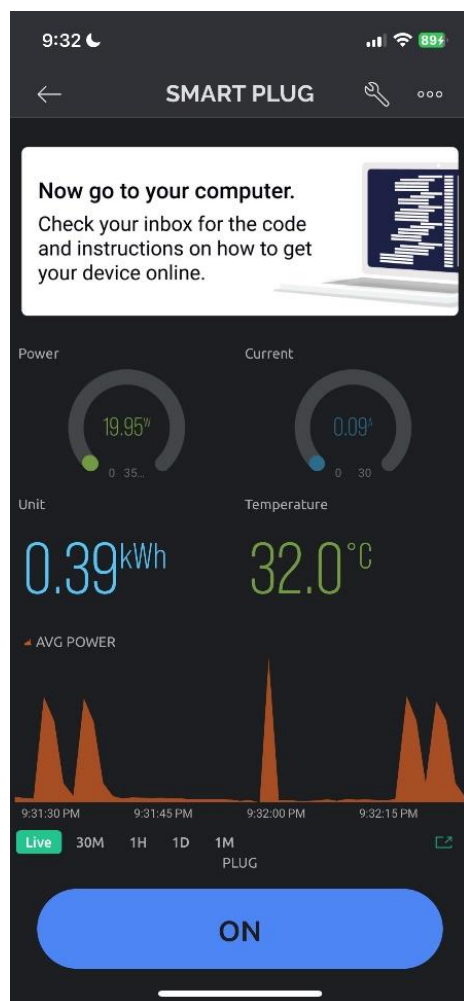 9:32
89
SMART PLUG
Now go to your computer.
Check your inbox for the code
and instructions on how to get
your device online.
Power
Current
19.95W
0.09A
0 35...
0 30
Unit
Temperature
0.39kWh
32.0°C
AVG POWER
9:31:30 PM 9:31:45 PM 9:32:00 PM 9:32:15 PM
Live 30M 1H 1D 1M
PLUG
ON